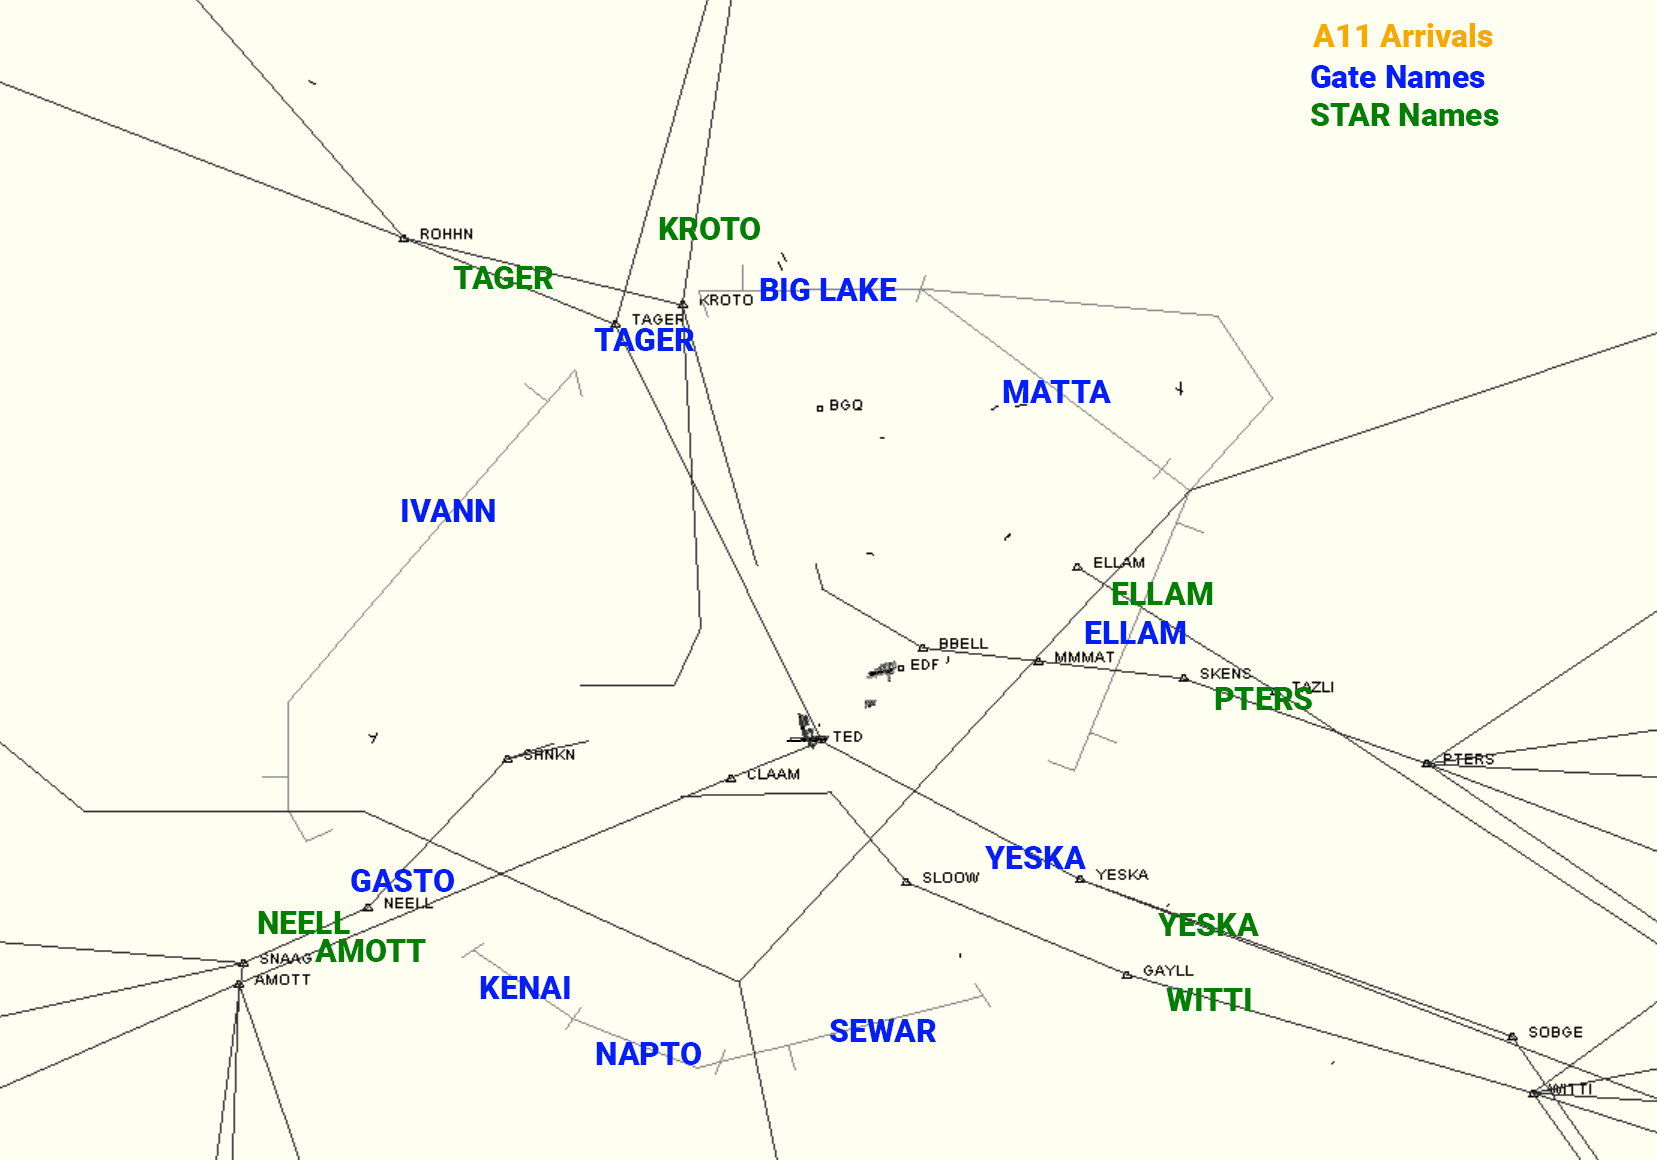 A11 Arrivals
Gate Names
STAR Names
KROTO
ROHHN
TAGER
BIG LAKE
KROTO
TAGER
TAGER
MATTA
BGQ
IVANN
ELLAM
ELLAM
ELLAM
BBELL
MMMAT
EDF
SKENS
TAZLI
PTERS
TED
SHNKN
PTERS
CLAAM
YESKA
YESKA
SLOOW
GASTO
NEELL
NEELL
YESKA
AMOTT
SNAAG
GAYLL
AMOTT
KENAI
WITTI
SEWAR
SOBGE
NAPTO
WITTI